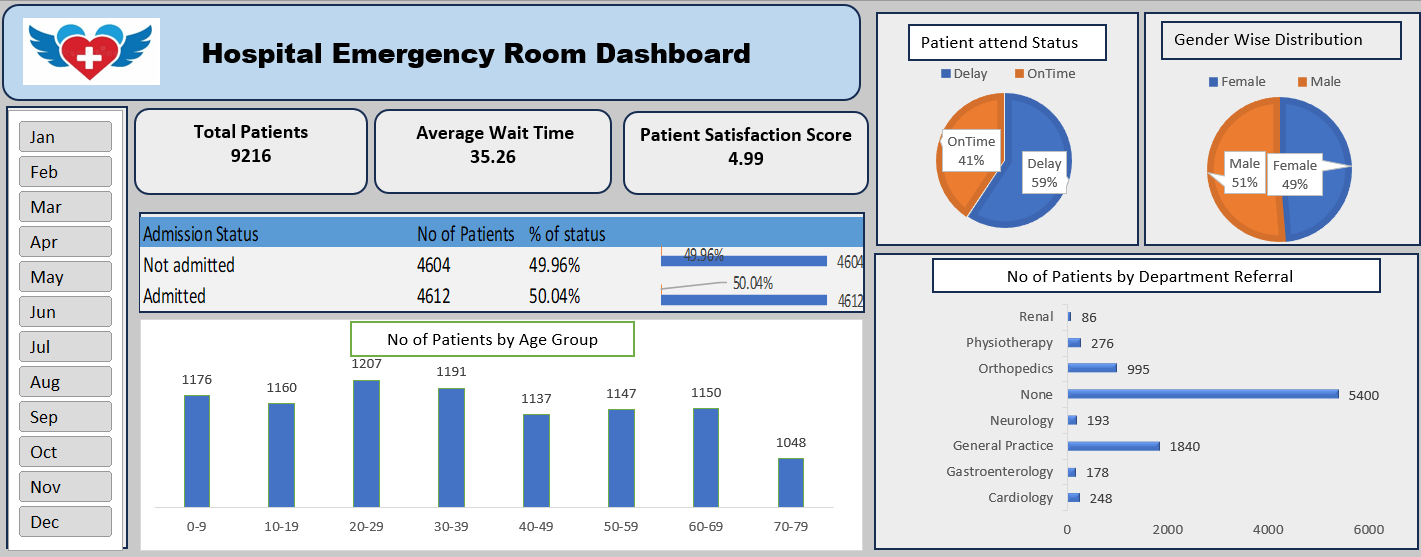 Hospital Emergency Room Dashboard
Jan
Feb
Mar
Apr
May
Jun
Jul
Aug
Sep
Oct
Nov
Dec
Total Patients
9216
Average Wait Time
35.26
Patient Satisfaction Score
4.99
Admission Status No of Patients % of status
Not admitted 4604 49.96% 49.96% 4604
Admitted 4612 50.04% 50.04% 4612
No of Patients by Age Group
1176 1160 1207 1191 1137 1147 1150 1048
0-9 10-19 20-29 30-39 40-49 50-59 60-69 70-79
Patient attend Status
Delay OnTime
OnTime
41%
Delay
59%
Gender Wise Distribution
Female Male
Male
51%
Female
49%
No of Patients by Department Referral
Renal 86
Physiotherapy 276
Orthopedics 995
None 5400
Neurology 193
General Practice 1840
Gastroenterology 178
Cardiology 248
0 2000 4000 6000